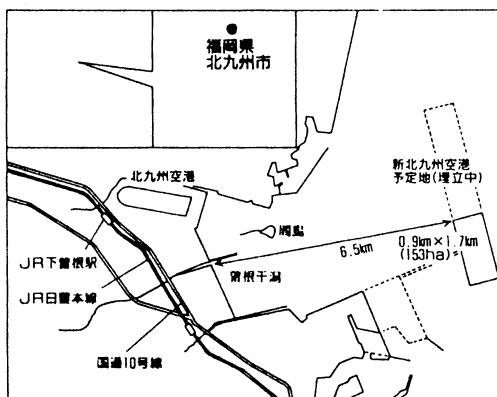 福岡県
北九州市
新北九州空港
予定地(埋立中)
北九州空港
間島
6.5km
0.9km×1.7km
(153ha)
JR下曽根駅
曽根干潟
JR日豊本線
国道10号線